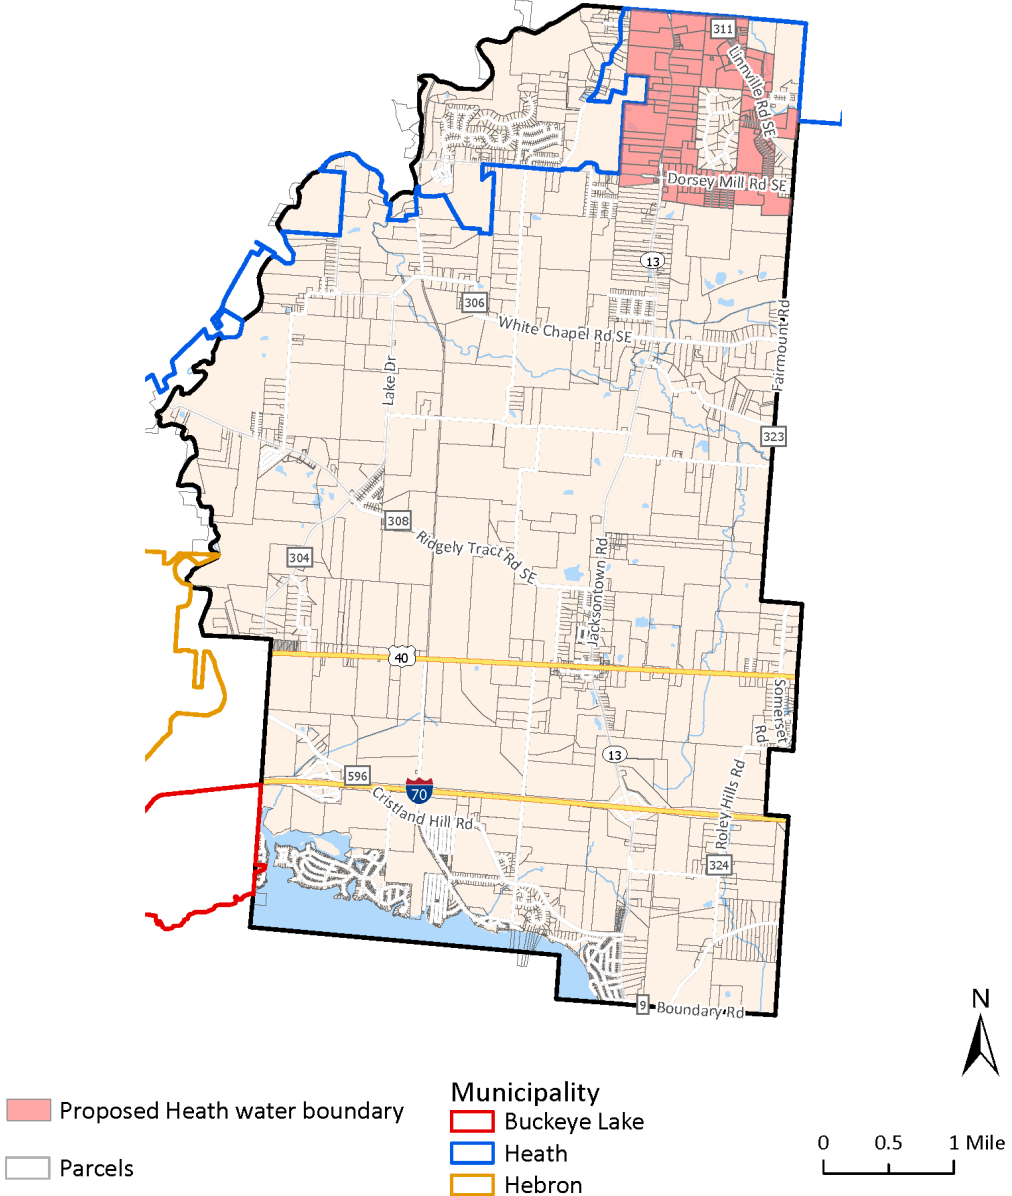 311
Linnville Rd SE
Dorsey Mill Rd SE
13
306
White Chapel Rd SE
Fairmount Rd
Lake Dr
323
308
Ridgely Tract Rd SE
304
Jacksontown Rd
40
Somerset
Rd
13
596
70
Cristland Hill Rd
Roley Hills Rd
324
9 Boundary Rd
N
Proposed Heath water boundary
Parcels
Municipality
Buckeye Lake
Heath
Hebron
0 0.5 1 Mile